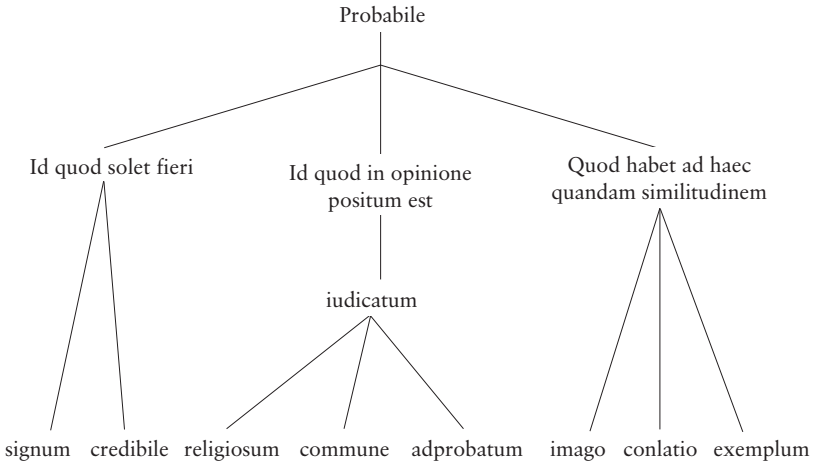 Probabile
Id quod solet fieri
Id quod in opinione
positum est
Quod habet ad haec
quandam similitudinem
iudicatum
signum credibile religiosum commune adprobatum imago conlatio exemplum